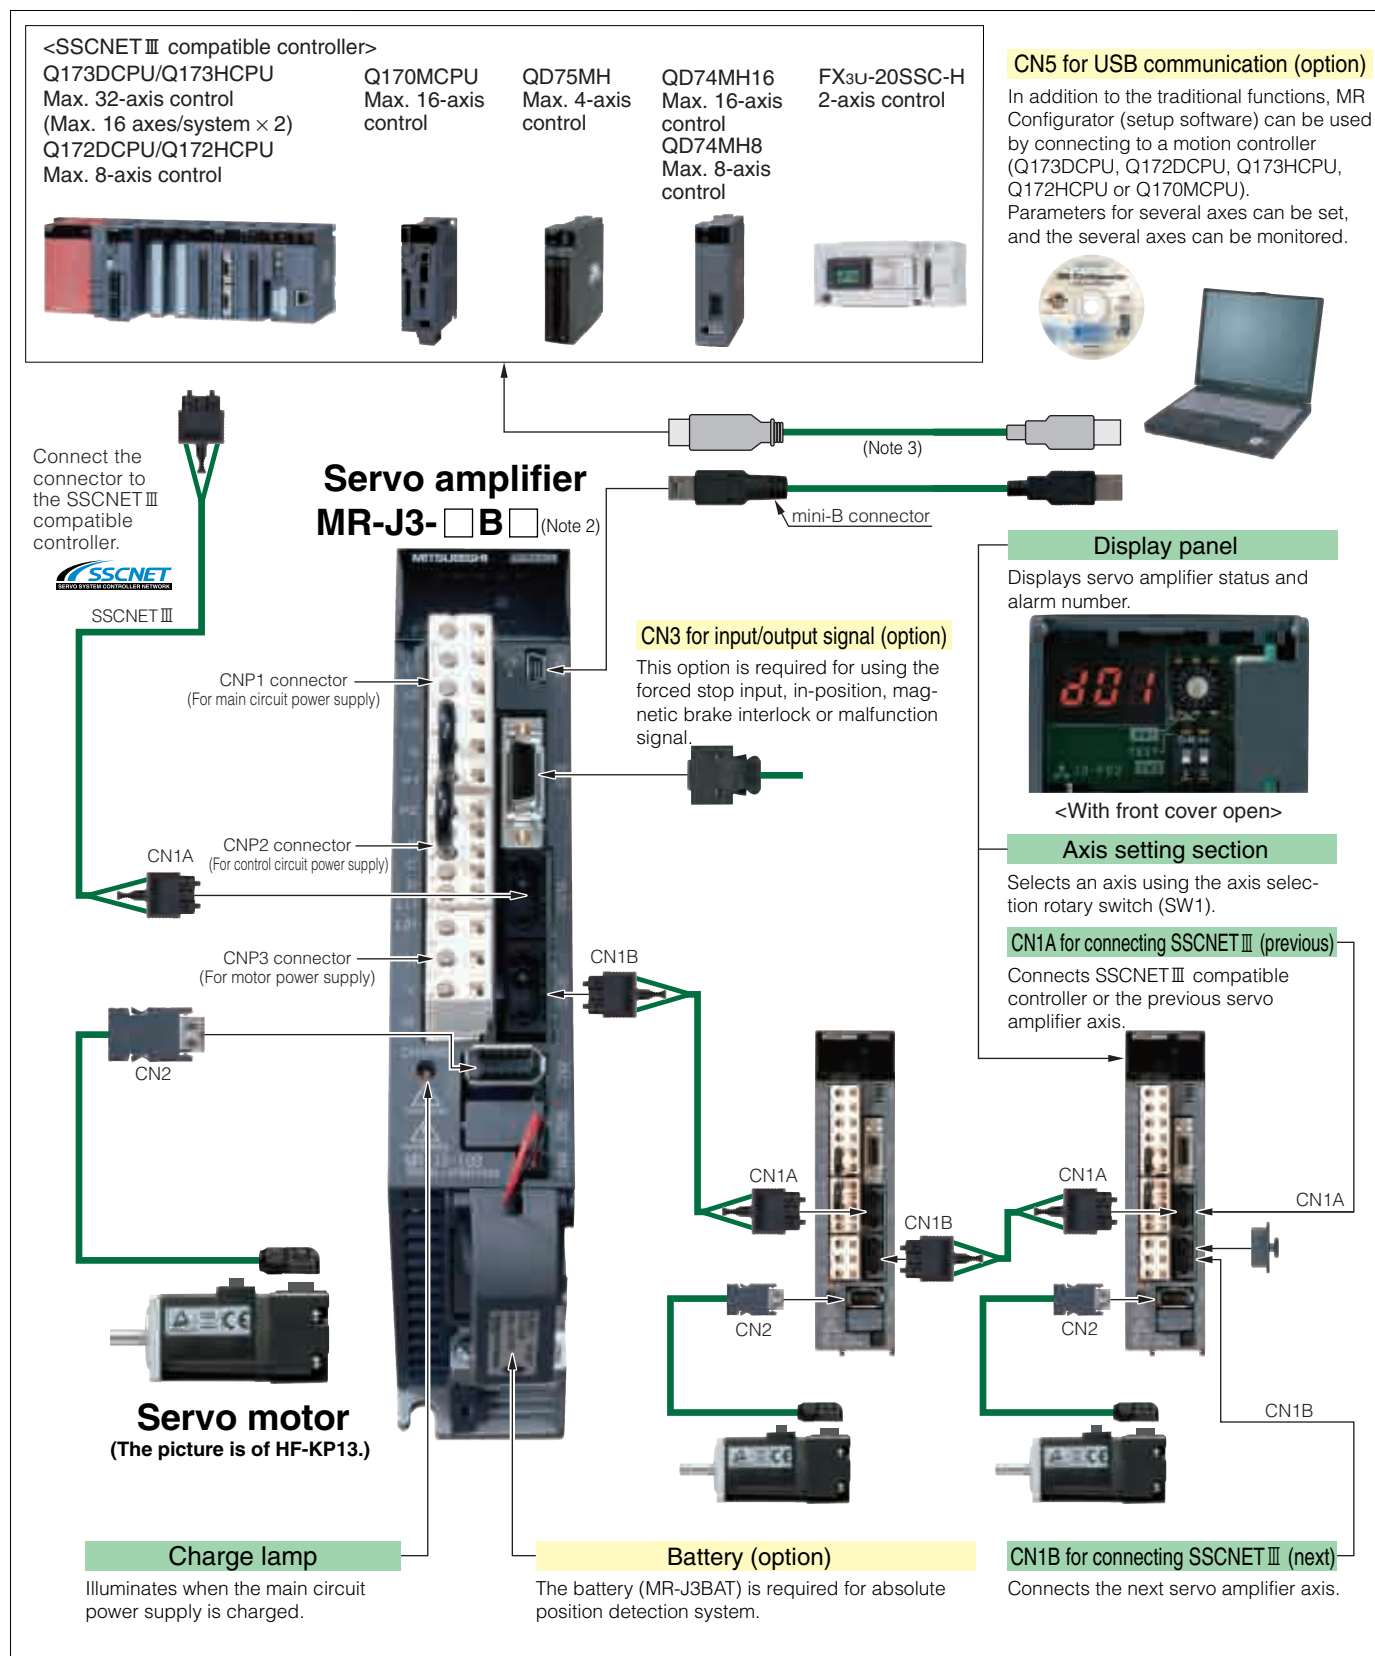 <SSCNETⅢ compatible controller>
Q173DCPU/Q173HCPU
Max. 32-axis control
(Max. 16 axes/system × 2)
Q172DCPU/Q172HCPU
Max. 8-axis control
Q170MCPU
Max. 16-axis
control
QD75MH
Max. 4-axis
control
QD74MH16
Max. 16-axis
control
QD74MH8
Max. 8-axis
control
FX3U-20SSC-H
2-axis control
CN5 for USB communication (option)
In addition to the traditional functions, MR
Configurator (setup software) can be used
by connecting to a motion controller
(Q173DCPU, Q172DCPU, Q173HCPU,
Q172HCPU or Q170MCPU).
Parameters for several axes can be set,
and the several axes can be monitored.
(Note 3)
mini-B connector
Connect the
connector to
the SSCNETⅢ
compatible
controller.
SSCNET
SERVO SYSTEM CONTROLLER NETWORK
SSCNETⅢ
Servo amplifier
MR-J3-□B□(Note 2)
MITSUBISHI
CNP1 connector
(For main circuit power supply)
CN3 for input/output signal (option)
This option is required for using the
forced stop input, in-position, mag-
netic brake interlock or malfunction
signal.
Display panel
Displays servo amplifier status and
alarm number.
d01
<With front cover open>
CNP2 connector
(For control circuit power supply)
CN1A
Axis setting section
Selects an axis using the axis selec-
tion rotary switch (SW1).
CN1A for connecting SSCNETⅢ (previous)
Connects SSCNETⅢ compatible
controller or the previous servo
amplifier axis.
CNP3 connector
(For motor power supply)
CN1B
CN2
CN1A
CN1B
CN1A
CN1A
CN2
CN2
CN1B
Servo motor
(The picture is of HF-KP13.)
Charge lamp
Illuminates when the main circuit
power supply is charged.
Battery (option)
The battery (MR-J3BAT) is required for absolute
position detection system.
CN1B for connecting SSCNETⅢ (next)
Connects the next servo amplifier axis.